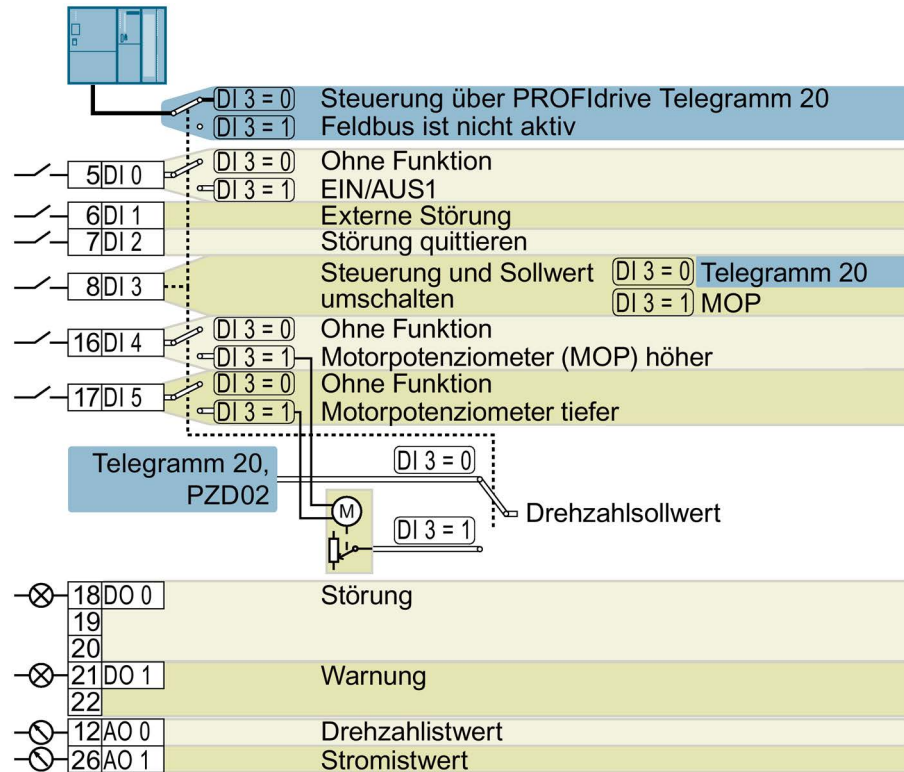 DI 3 = 0 Steuerung über PROFIdrive Telegramm 20
DI 3 = 1 Feldbus ist nicht aktiv
5 DI 0 DI 3 = 0 Ohne Funktion
DI 3 = 1 EIN/AUS1
6 DI 1 Externe Störung
7 DI 2 Störung quittieren
8 DI 3 Steuerung und Sollwert DI 3 = 0 Telegramm 20
umschalten DI 3 = 1 MOP
16 DI 4 DI 3 = 0 Ohne Funktion
DI 3 = 1 Motorpotenziometer (MOP) höher
17 DI 5 DI 3 = 0 Ohne Funktion
DI 3 = 1 Motorpotenziometer tiefer
Telegramm 20, DI 3 = 0
PZD02
M
Drehzahlsollwert
DI 3 = 1
18 DO 0 Störung
19
20
21 DO 1 Warnung
22
12 AO 0 Drehzahlistwert
26 AO 1 Stromistwert